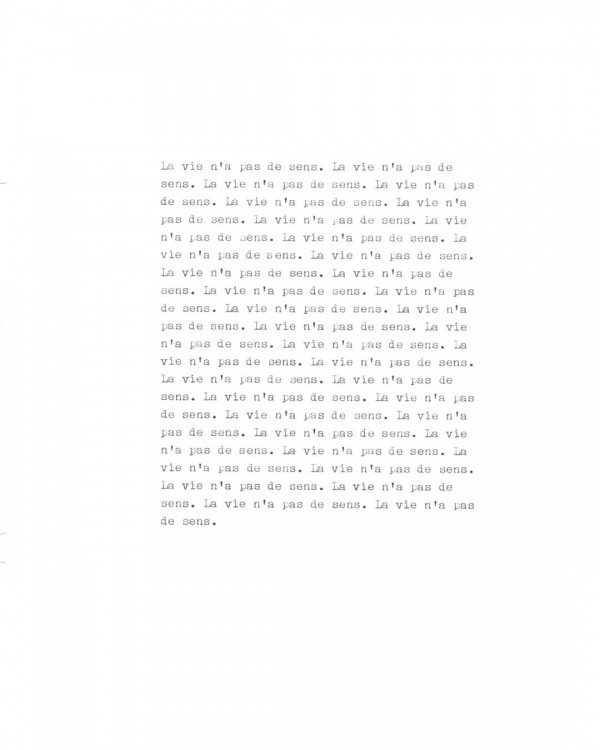 La vie n'a pas de sens. La vie n'a pas de
sens. La vie n'a pas de sens. La vie n'a pas
de sens. La vie n'a pas de sens. La vie n'a
pas de sens. La vie n'a pas de sens. La vie
n'a pas de sens. La vie n'a pas de sens. La
vie n'a pas de sens. La vie n'a pas de sens.
La vie n'a pas de sens. La vie n'a pas de
sens. La vie n'a pas de sens. La vie n'a pas
de sens. La vie n'a pas de sens. La vie n'a
pas de sens. La vie n'a pas de sens. La vie
n'a pas de sens. La vie n'a pas de sens. La
vie n'a pas de sens. La vie n'a pas de sens.
La vie n'a pas de sens. La vie n'a pas de
sens. La vie n'a pas de sens. La vie n'a pas
de sens. La vie n'a pas de sens. La vie n'a
pas de sens. La vie n'a pas de sens. La vie
n'a pas de sens. La vie n'a pas de sens. La
vie n'a pas de sens. La vie n'a pas de sens.
La vie n'a pas de sens. La vie n'a pas de
sens. La vie n'a pas de sens. La vie n'a pas
de sens.